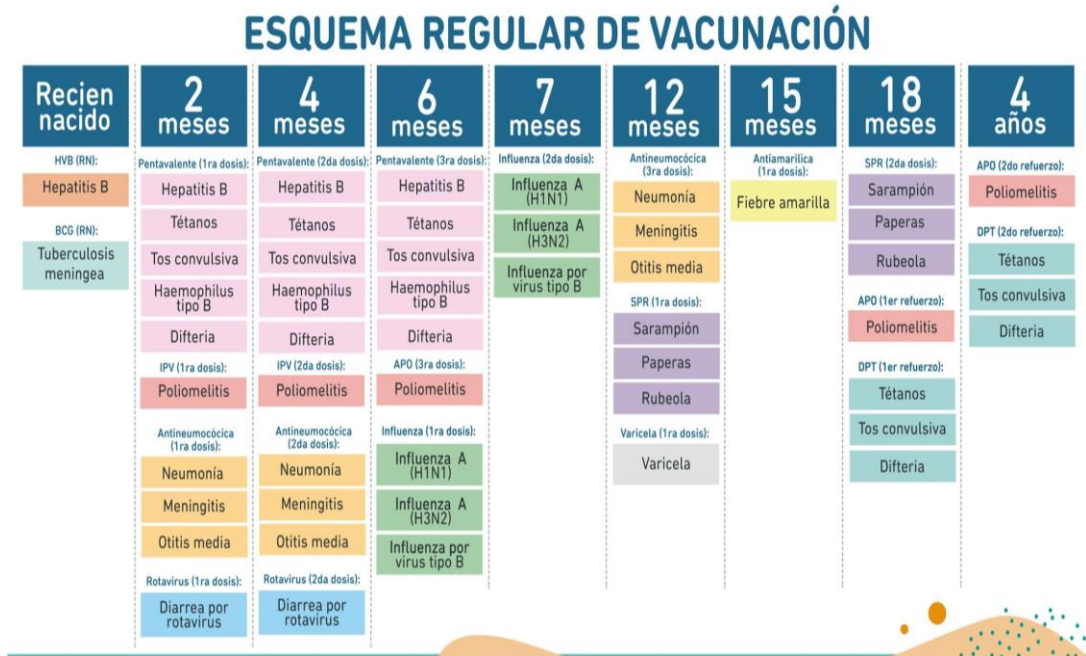 ESQUEMA REGULAR DE VACUNACIÓN
Recien
nacido
HVB (RN):
Hepatitis B
BCG (RN):
Tuberculosis
meningea
2
meses
Pentavalente (1ra dosis):
Hepatitis B
Tétanos
Tos convulsiva
Haemophilus
tipo B
Difteria
IPV (1ra dosis):
Poliomelitis
Antineumocócica
(1ra dosis):
Neumonía
Meningitis
Otitis media
Rotavirus (1ra dosis):
Diarrea por
rotavirus
4
meses
Pentavalente (2da dosis):
Hepatitis B
Tétanos
Tos convulsiva
Haemophilus
tipo B
Difteria
IPV (2da dosis):
Poliomelitis
Antineumocócica
(2da dosis):
Neumonía
Meningitis
Otitis media
Rotavirus (2da dosis):
Diarrea por
rotavirus
6
meses
Pentavalente (3ra dosis):
Hepatitis B
Tétanos
Tos convulsiva
Haemophilus
tipo B
Difteria
APO (3ra dosis):
Poliomelitis
Influenza (1ra dosis):
Influenza A
(H1N1)
Influenza A
(H3N2)
Influenza por
virus tipo B
7
meses
Influenza (2da dosis):
Influenza A
(H1N1)
Influenza A
(H3N2)
Influenza por
virus tipo B
12
meses
Antineumocócica
(3ra dosis):
Neumonía
Meningitis
Otitis media
SPR (1ra dosis):
Sarampión
Paperas
Rubeola
Varicela (1ra dosis):
Varicela
15
meses
Antiamarilica
(1ra dosis):
Fiebre amarilla
18
meses
SPR (2da dosis):
Sarampión
Paperas
Rubeola
APO (1er refuerzo):
Poliomelitis
DPT (1er refuerzo):
Tétanos
Tos convulsiva
Difteria
4
años
APO (2do refuerzo):
Poliomelitis
DPT (2do refuerzo):
Tétanos
Tos convulsiva
Difteria